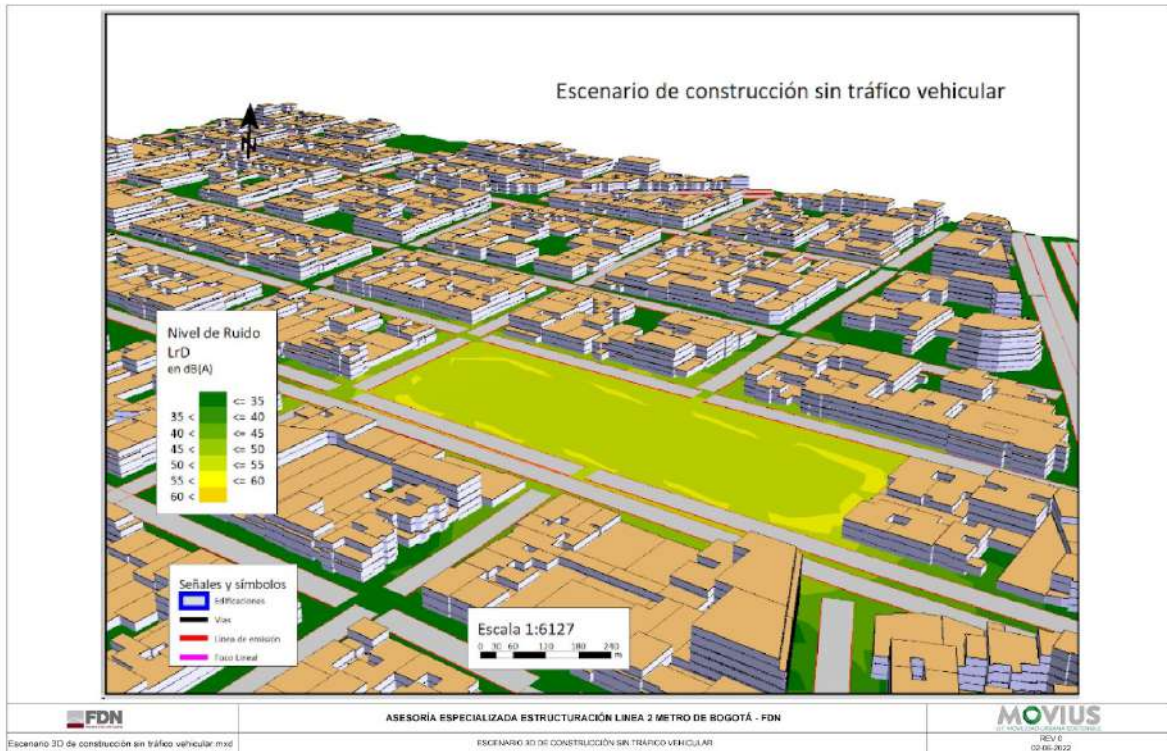 Escenario de construcción sin tráfico vehicular
N
Nivel de Ruido
LrD
en dB(A)
<= 35
35 < <= 40
40 < <= 45
45 < <= 50
50 < <= 55
55 < <= 60
60 <
Señales y símbolos
Edificaciones
Vías
Línea de emisión
Foco Lineal
Escala 1:6127
0 30 60 120 180 240
m
FDN
ASESORÍA ESPECIALIZADA ESTRUCTURACIÓN LINEA 2 METRO DE BOGOTÁ - FDN
MOVIUS
Escenario 3D de construcción sin tráfico vehicular.mxd
ESCENARIO 3D DE CONSTRUCCIÓN SIN TRÁFICO VEHICULAR
REV 0
02-06-2022